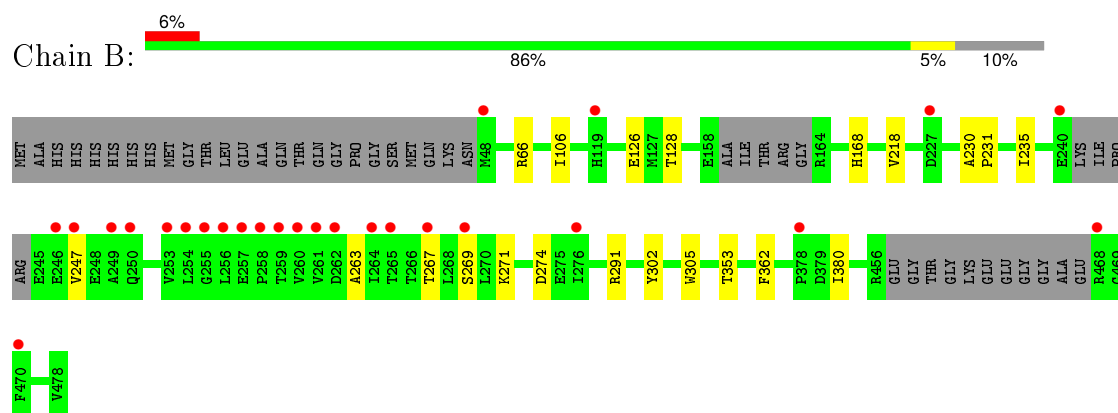 6%
Chain B:
86% 5% 10%
MET ALA HIS HIS HIS HIS HIS HIS MET GLY THR LEU GLU ALA GLN THR GLN GLY PRO GLY SER MET GLN LYS ASN M48 R66 I106 H119 E126 M127 T128 E158 ALA ILE THR ARG GLY R164 H168 V218 D227 A230 P231 I235 E240 LYS ILE PRO
ARG E245 E246 V247 E248 A249 Q250 V253 L254 G255 L256 E257 P258 T259 V260 V261 D262 A263 I264 T265 T266 T267 L268 S269 L270 K271 D274 E275 I276 R291 Y302 W305 T353 F362 P378 D379 I380 R456 GLU GLY THR GLY LYS GLU GLU GLY GLY ALA GLU R468 G469
F470 V478